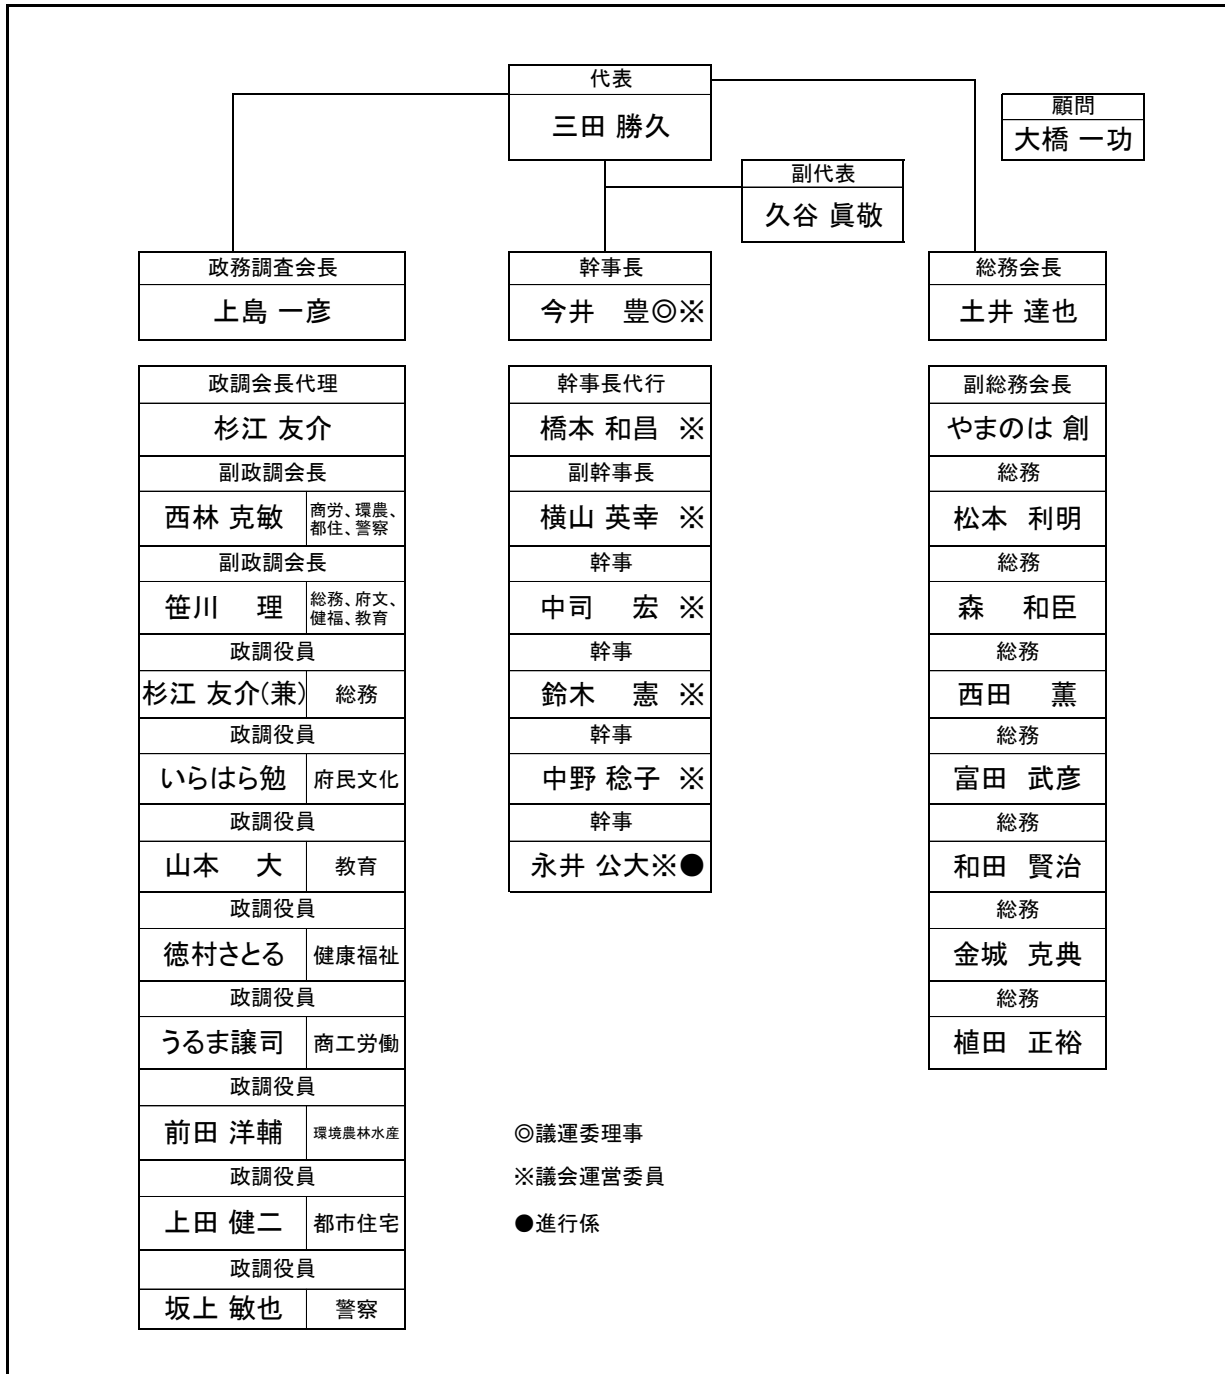 代表
三田 勝久
顧問
大橋 一功
副代表
久谷 眞敬
政務調査会長
上島 一彦
幹事長
今井 豊◎※
総務会長
土井 達也
政調会長代理
杉江 友介
副政調会長
西林 克敏
商労、環農、
都住、警察
副政調会長
笹川 理
総務、府文、
健福、教育
政調役員
杉江 友介(兼)
総務
政調役員
いらはら勉
府民文化
政調役員
山本 大
教育
政調役員
徳村さとる
健康福祉
政調役員
うるま譲司
商工労働
政調役員
前田 洋輔
環境農林水産
政調役員
上田 健二
都市住宅
政調役員
坂上 敏也
警察
幹事長代行
橋本 和昌 ※
副幹事長
横山 英幸 ※
幹事
中司 宏 ※
幹事
鈴木 憲 ※
幹事
中野 稔子 ※
幹事
永井 公大※●
◎議運委理事
※議会運営委員
●進行係
副総務会長
やまのは 創
総務
松本 利明
総務
森 和臣
総務
西田 薫
総務
富田 武彦
総務
和田 賢治
総務
金城 克典
総務
植田 正裕